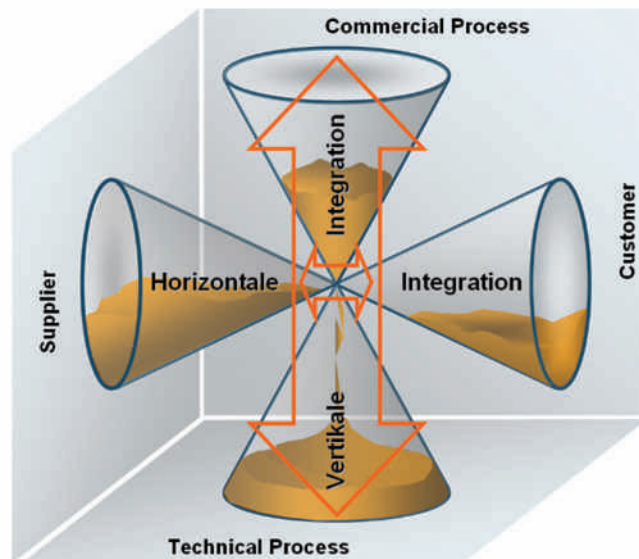 Commercial Process
Integration
Horizontale
Integration
Supplier
Customer
Vertikale
Technical Process